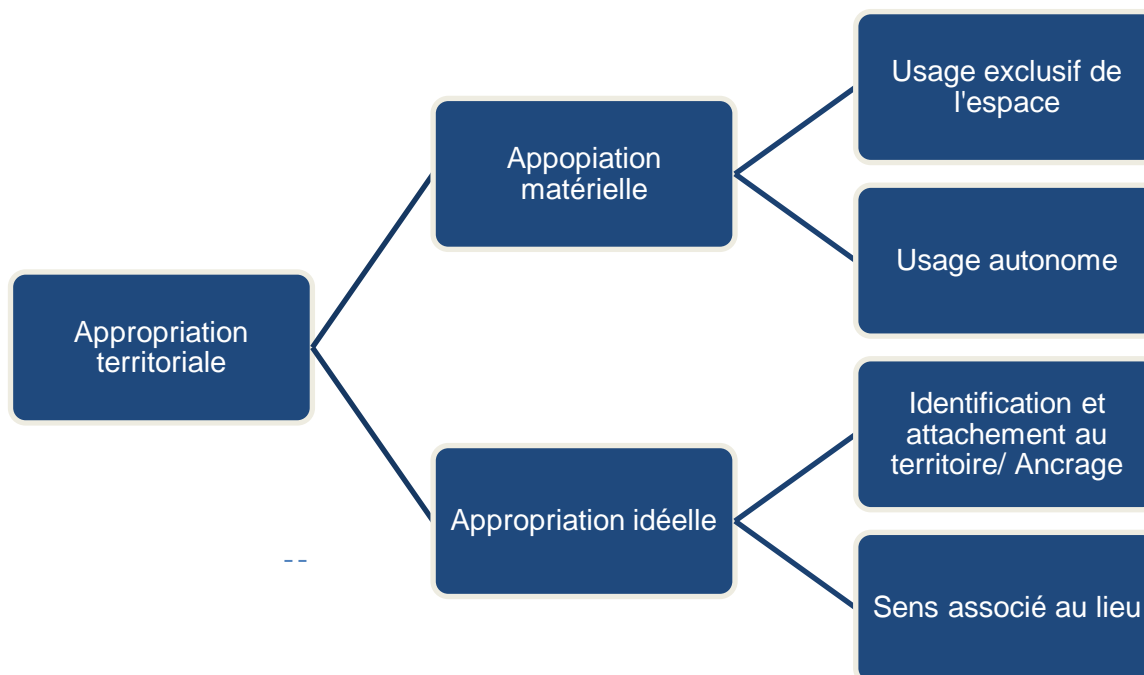 Appropriation
territoriale
Appopiation
matérielle
Usage exclusif de
l'espace
Usage autonome
Appropriation idéelle
Identification et
attachement au
territoire/ Ancrage
Sens associé au lieu
--